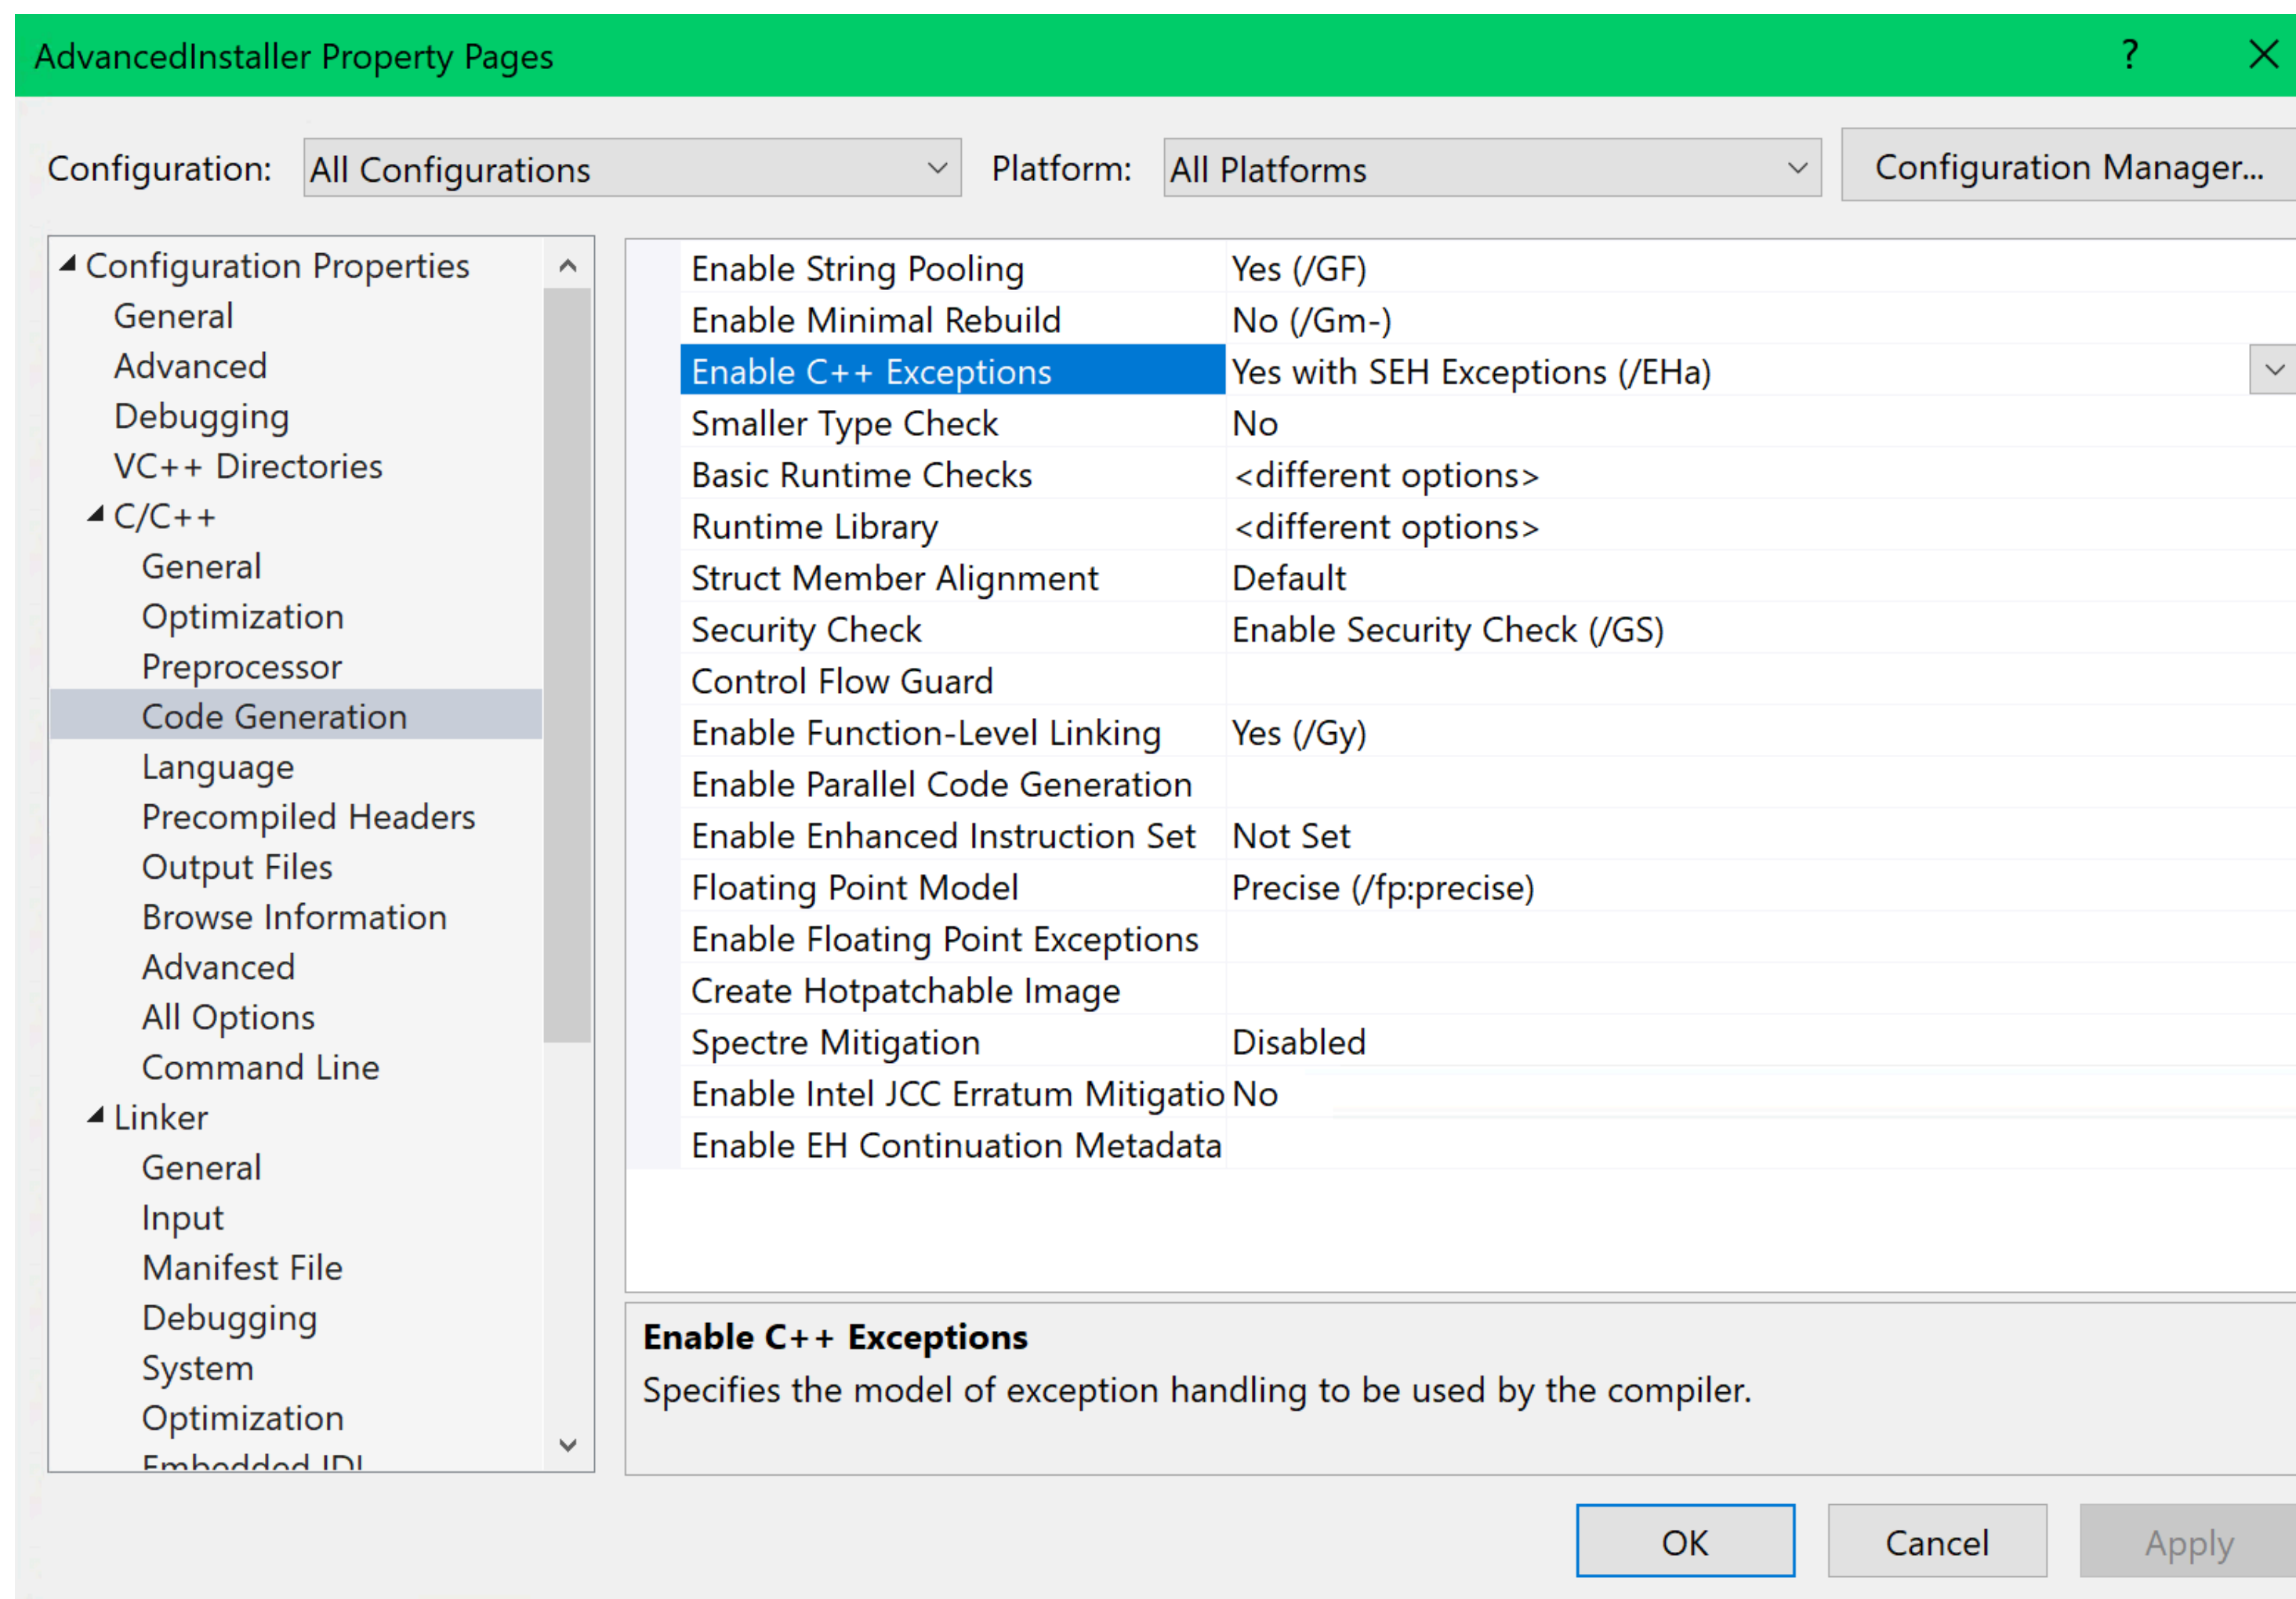 AdvancedInstaller Property Pages
Configuration: All Configurations Platform: All Platforms Configuration Manager...
Configuration Properties
General
Advanced
Debugging
VC++ Directories
C/C++
General
Optimization
Preprocessor
Code Generation
Language
Precompiled Headers
Output Files
Browse Information
Advanced
All Options
Command Line
Linker
General
Input
Manifest File
Debugging
System
Optimization
Embedded IDL
Enable String Pooling Yes (/GF)
Enable Minimal Rebuild No (/Gm-)
Enable C++ Exceptions Yes with SEH Exceptions (/EHa)
Smaller Type Check No
Basic Runtime Checks <different options>
Runtime Library <different options>
Struct Member Alignment Default
Security Check Enable Security Check (/GS)
Control Flow Guard
Enable Function-Level Linking Yes (/Gy)
Enable Parallel Code Generation
Enable Enhanced Instruction Set Not Set
Floating Point Model Precise (/fp:precise)
Enable Floating Point Exceptions
Create Hotpatchable Image
Spectre Mitigation Disabled
Enable Intel JCC Erratum Mitigatio No
Enable EH Continuation Metadata
Enable C++ Exceptions
Specifies the model of exception handling to be used by the compiler.
OK Cancel Apply